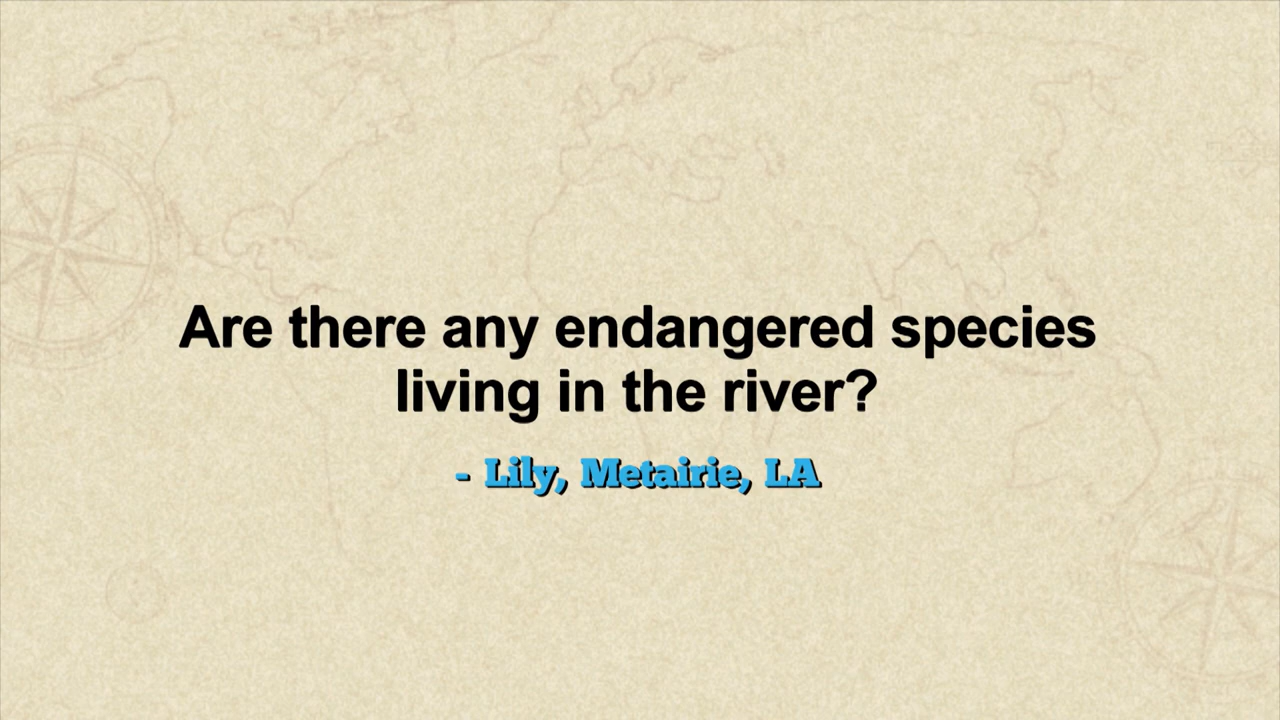 Are there any endangered species
living in the river?
- Lily, Metairie, LA